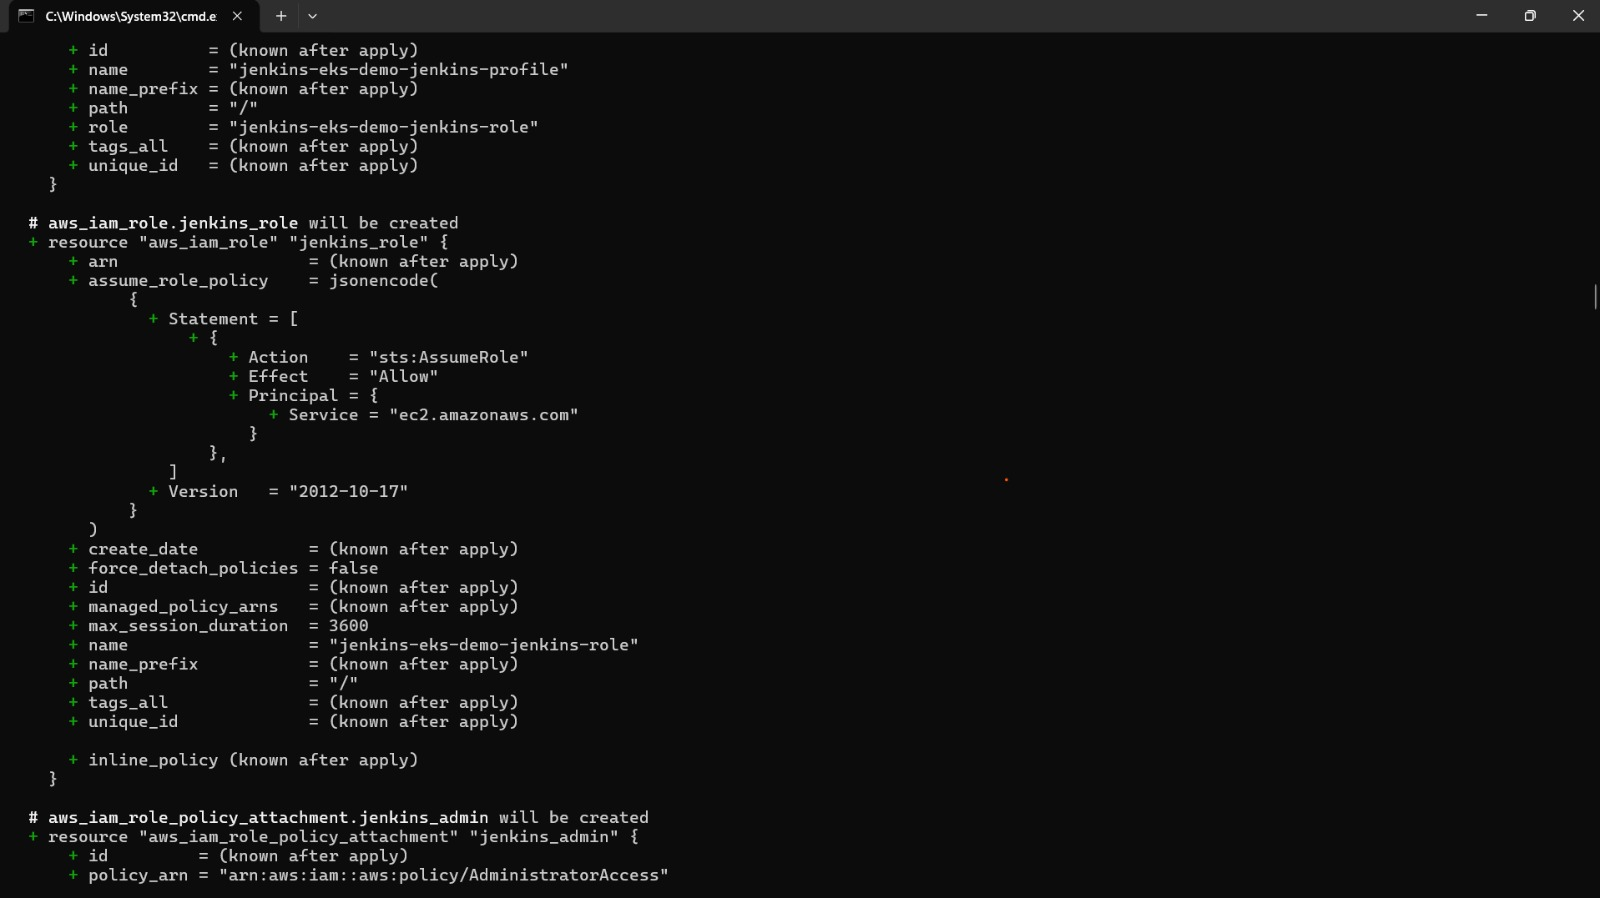 C:\Windows\System32\cmd.e
+ id = (known after apply)
+ name = "jenkins-eks-demo-jenkins-profile"
+ name_prefix = (known after apply)
+ path = "/"
+ role = "jenkins-eks-demo-jenkins-role"
+ tags_all = (known after apply)
+ unique_id = (known after apply)
}
# aws_iam_role.jenkins_role will be created
+ resource "aws_iam_role" "jenkins_role" {
+ arn = (known after apply)
+ assume_role_policy = jsonencode(
{
+ Statement = [
+ {
+ Action = "sts:AssumeRole"
+ Effect = "Allow"
+ Principal = {
+ Service = "ec2.amazonaws.com"
}
},
]
+ Version = "2012-10-17"
}
)
+ create_date = (known after apply)
+ force_detach_policies = false
+ id = (known after apply)
+ managed_policy_arns = (known after apply)
+ max_session_duration = 3600
+ name = "jenkins-eks-demo-jenkins-role"
+ name_prefix = (known after apply)
+ path = "/"
+ tags_all = (known after apply)
+ unique_id = (known after apply)
+ inline_policy (known after apply)
}
# aws_iam_role_policy_attachment.jenkins_admin will be created
+ resource "aws_iam_role_policy_attachment" "jenkins_admin" {
+ id = (known after apply)
+ policy_arn = "arn:aws:iam::aws:policy/AdministratorAccess"